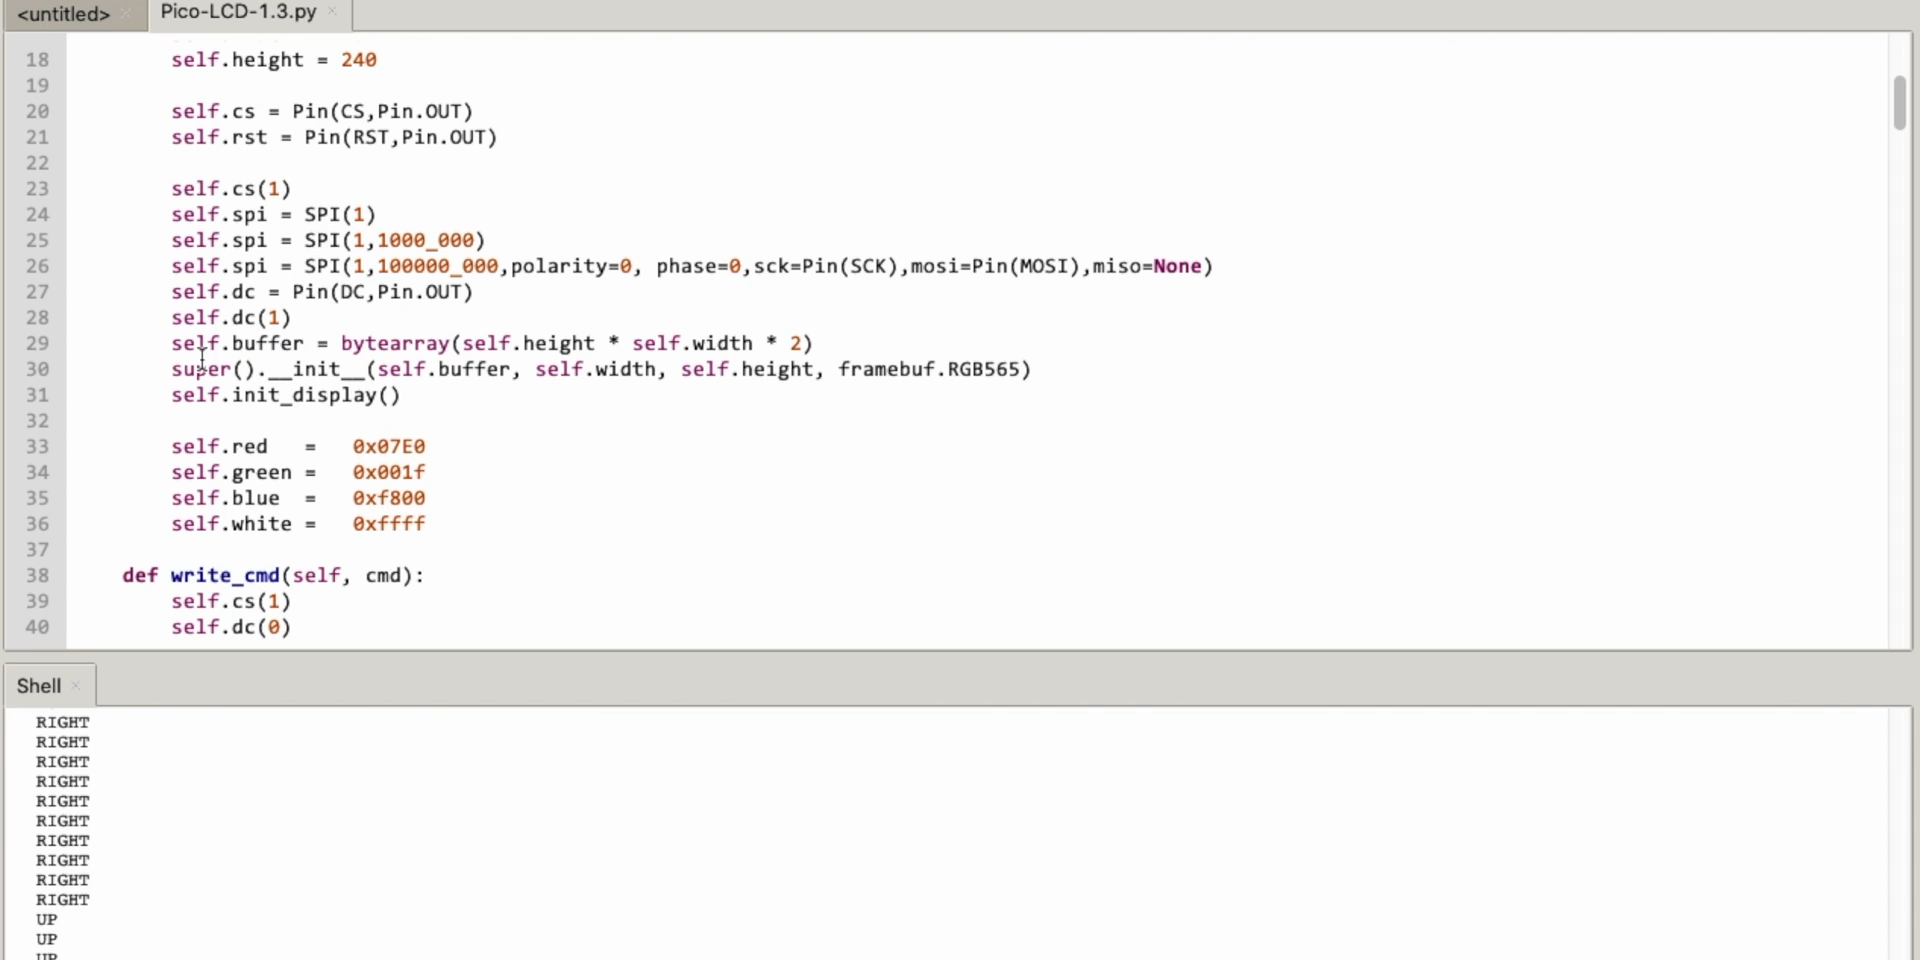 <untitled>
Pico-LCD-1.3.py
18 self.height = 240
19
20 self.cs = Pin(CS,Pin.OUT)
21 self.rst = Pin(RST,Pin.OUT)
22
23 self.cs(1)
24 self.spi = SPI(1)
25 self.spi = SPI(1,1000_000)
26 self.spi = SPI(1,100000_000,polarity=0, phase=0,sck=Pin(SCK),mosi=Pin(MOSI),miso=None)
27 self.dc = Pin(DC,Pin.OUT)
28 self.dc(1)
29 self.buffer = bytearray(self.height * self.width * 2)
30 super().__init__(self.buffer, self.width, self.height, framebuf.RGB565)
31 self.init_display()
32
33 self.red   =   0x07E0
34 self.green =   0x001f
35 self.blue  =   0xf800
36 self.white =   0xffff
37
38 def write_cmd(self, cmd):
39 self.cs(1)
40 self.dc(0)
Shell
RIGHT
RIGHT
RIGHT
RIGHT
RIGHT
RIGHT
RIGHT
RIGHT
RIGHT
RIGHT
UP
UP
UP